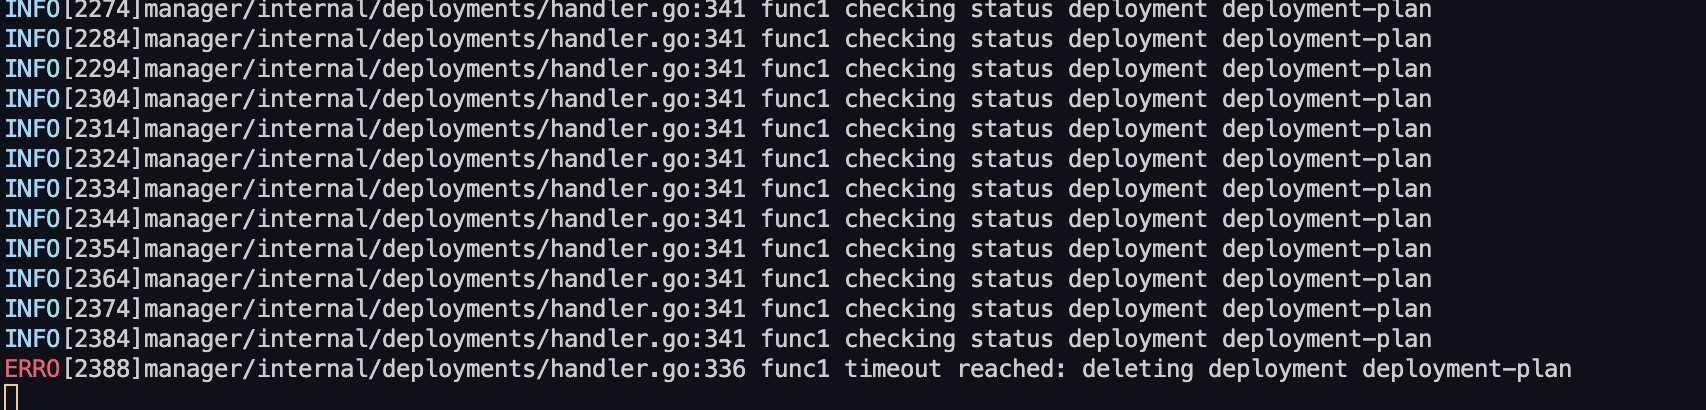 INFO[2274]manager/internal/deployments/handler.go:341 func1 checking status deployment deployment-plan
INFO[2284]manager/internal/deployments/handler.go:341 func1 checking status deployment deployment-plan
INFO[2294]manager/internal/deployments/handler.go:341 func1 checking status deployment deployment-plan
INFO[2304]manager/internal/deployments/handler.go:341 func1 checking status deployment deployment-plan
INFO[2314]manager/internal/deployments/handler.go:341 func1 checking status deployment deployment-plan
INFO[2324]manager/internal/deployments/handler.go:341 func1 checking status deployment deployment-plan
INFO[2334]manager/internal/deployments/handler.go:341 func1 checking status deployment deployment-plan
INFO[2344]manager/internal/deployments/handler.go:341 func1 checking status deployment deployment-plan
INFO[2354]manager/internal/deployments/handler.go:341 func1 checking status deployment deployment-plan
INFO[2364]manager/internal/deployments/handler.go:341 func1 checking status deployment deployment-plan
INFO[2374]manager/internal/deployments/handler.go:341 func1 checking status deployment deployment-plan
INFO[2384]manager/internal/deployments/handler.go:341 func1 checking status deployment deployment-plan
ERRO[2388]manager/internal/deployments/handler.go:336 func1 timeout reached: deleting deployment deployment-plan